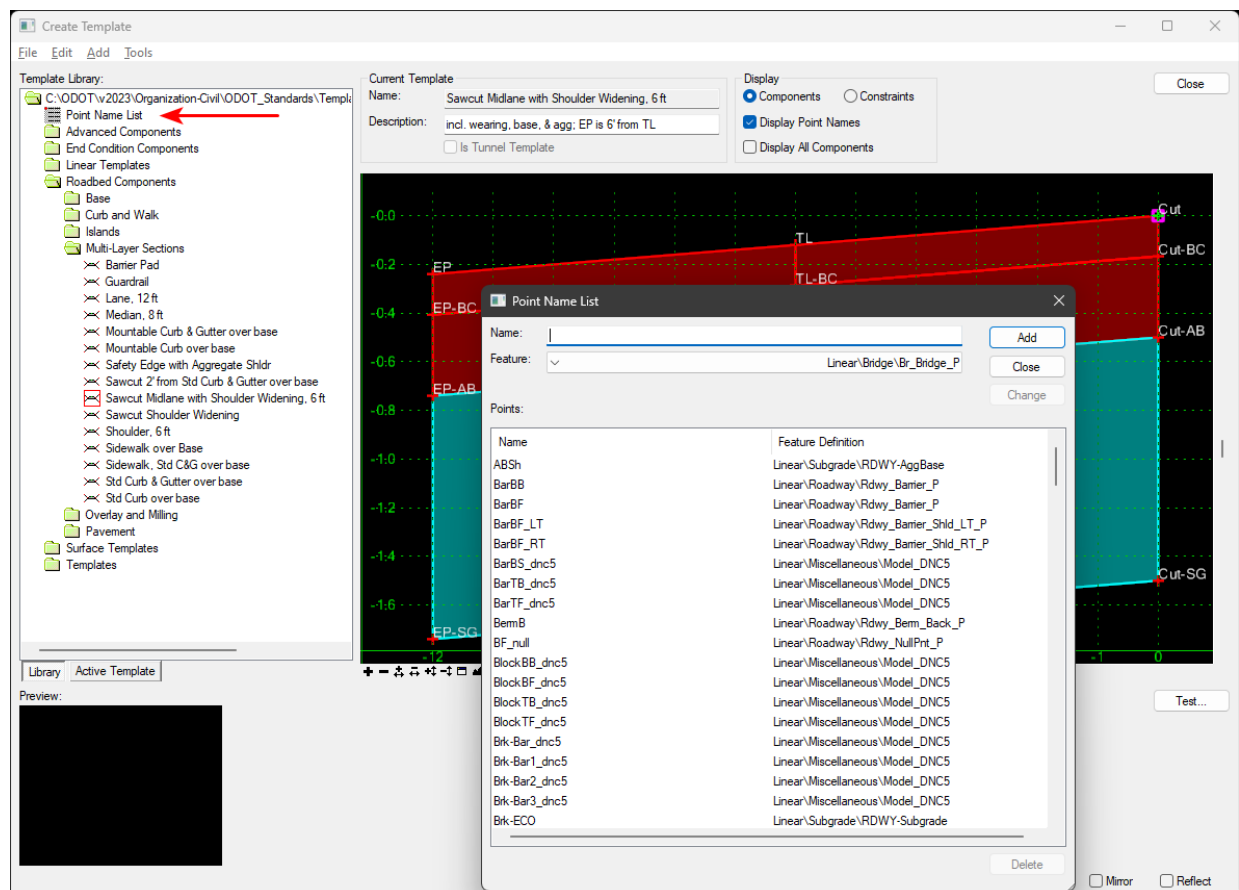 Create Template
File Edit Add Tools
Template Library:
C:\ODOT\v2023\Organization-Civil\ODOT_Standards\Templa
Point Name List
Advanced Components
End Condition Components
Linear Templates
Roadbed Components
Base
Curb and Walk
Islands
Multi-Layer Sections
Barrier Pad
Guardrail
Lane, 12 ft
Median, 8 ft
Mountable Curb & Gutter over base
Mountable Curb over base
Safety Edge with Aggregate Shldr
Sawcut 2' from Std Curb & Gutter over base
Sawcut Midlane with Shoulder Widening, 6 ft
Sawcut Shoulder Widening
Shoulder, 6 ft
Sidewalk over Base
Sidewalk, Std C&G over base
Std Curb & Gutter over base
Std Curb over base
Overlay and Milling
Pavement
Surface Templates
Templates
Library Active Template
Preview:
Current Template
Name: Sawcut Midlane with Shoulder Widening, 6 ft
Description: incl. wearing, base, & agg; EP is 6' from TL
Is Tunnel Template
Display
Components Constraints
Display Point Names
Display All Components
Close
-0.0
-0.2
-0.4
-0.6
-0.8
-1.0
-1.2
-1.4
-1.6
EP
EP-BC
EP-AB
EP-SG
TL
TL-BC
Cut
Cut-BC
Cut-AB
Cut-SG
-12 -1 0
Point Name List
Name: Add
Feature: Linear\Bridge\Br_Bridge_P Close
Change
Points:
Name Feature Definition
ABSh Linear\Subgrade\RDWY-AggBase
BarBB Linear\Roadway\Rdwy_Barrier_P
BarBF Linear\Roadway\Rdwy_Barrier_P
BarBF_LT Linear\Roadway\Rdwy_Barrier_Shld_LT_P
BarBF_RT Linear\Roadway\Rdwy_Barrier_Shld_RT_P
BarBS_dnc5 Linear\Miscellaneous\Model_DNC5
BarTB_dnc5 Linear\Miscellaneous\Model_DNC5
BarTF_dnc5 Linear\Miscellaneous\Model_DNC5
BermB Linear\Roadway\Rdwy_Berm_Back_P
BF_null Linear\Roadway\Rdwy_NullPnt_P
BlockBB_dnc5 Linear\Miscellaneous\Model_DNC5
BlockBF_dnc5 Linear\Miscellaneous\Model_DNC5
BlockTB_dnc5 Linear\Miscellaneous\Model_DNC5
BlockTF_dnc5 Linear\Miscellaneous\Model_DNC5
Brk-Bar_dnc5 Linear\Miscellaneous\Model_DNC5
Brk-Bar1_dnc5 Linear\Miscellaneous\Model_DNC5
Brk-Bar2_dnc5 Linear\Miscellaneous\Model_DNC5
Brk-Bar3_dnc5 Linear\Miscellaneous\Model_DNC5
Brk-ECO Linear\Subgrade\RDWY-Subgrade
Delete
Test...
Mirror Reflect